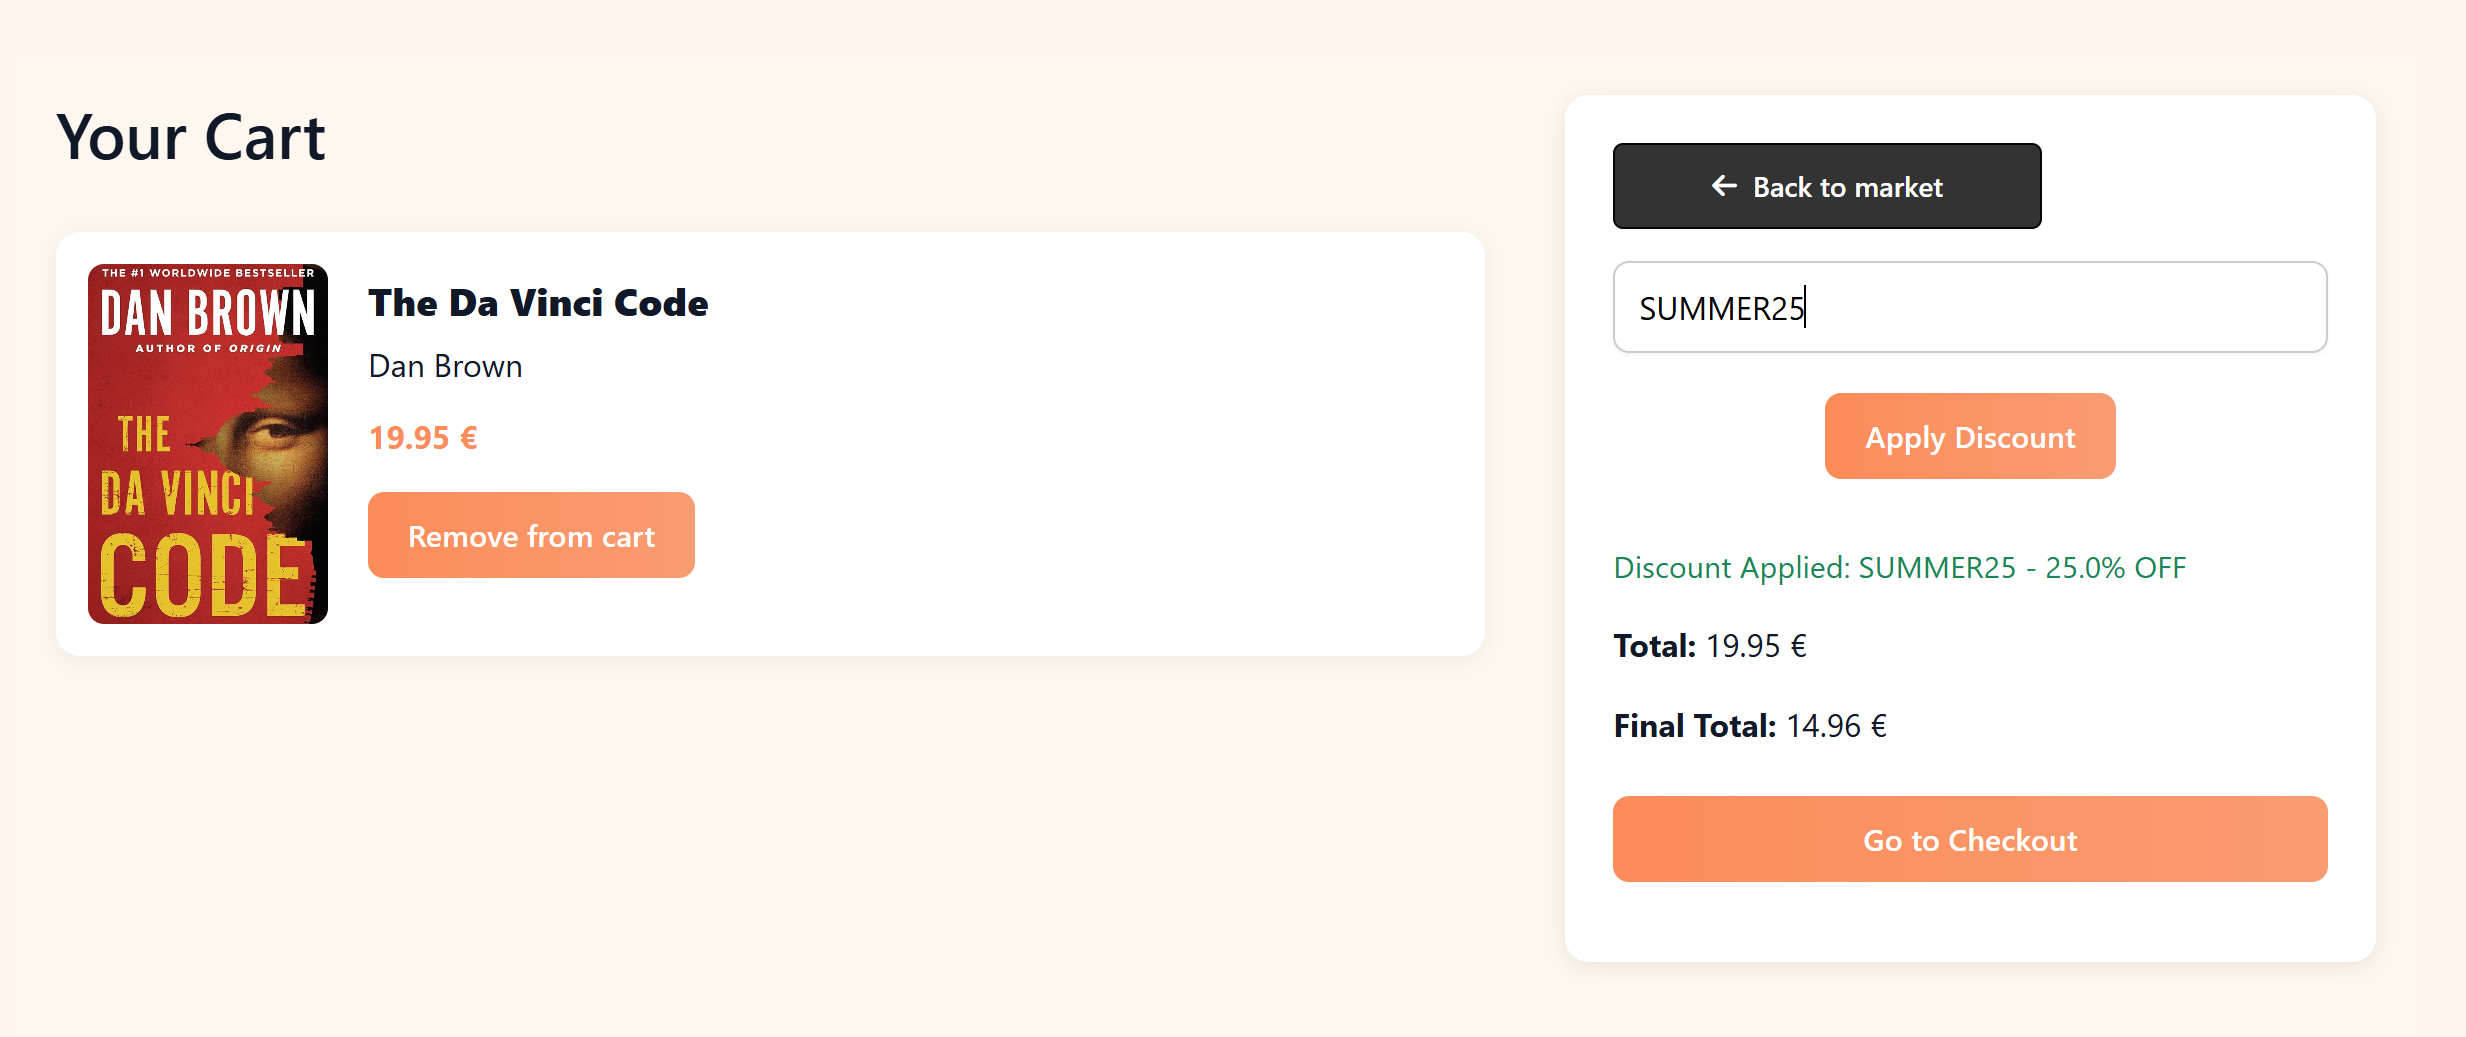 Your Cart
THE #1 WORLDWIDE BESTSELLER
DAN BROWN
AUTHOR OF ORIGIN
THE
DA VINCI
CODE
The Da Vinci Code
Dan Brown
19.95 €
Remove from cart
Back to market
SUMMER25
Apply Discount
Discount Applied: SUMMER25 - 25.0% OFF
Total: 19.95 €
Final Total: 14.96 €
Go to Checkout